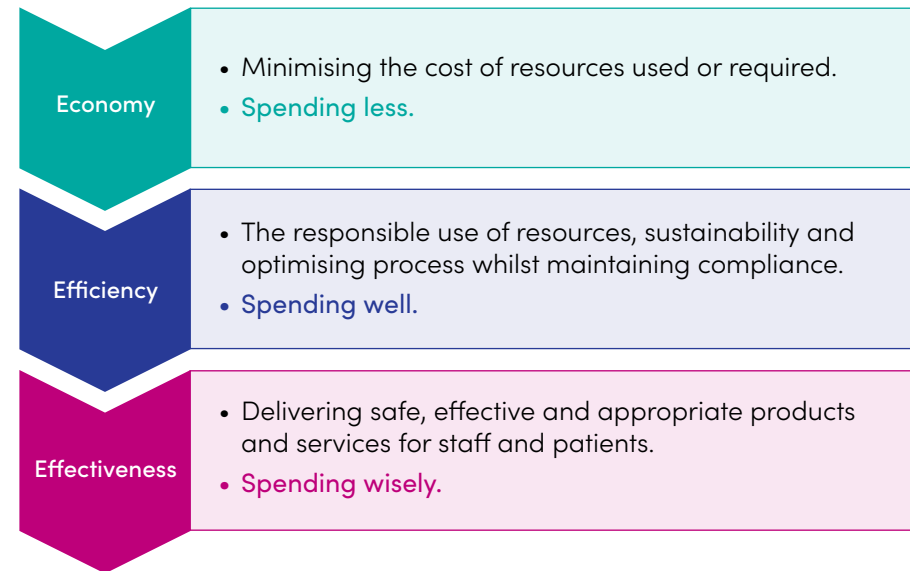 Economy
• Minimising the cost of resources used or required.
• Spending less.
Efficiency
• The responsible use of resources, sustainability and
optimising process whilst maintaining compliance.
• Spending well.
Effectiveness
• Delivering safe, effective and appropriate products
and services for staff and patients.
• Spending wisely.